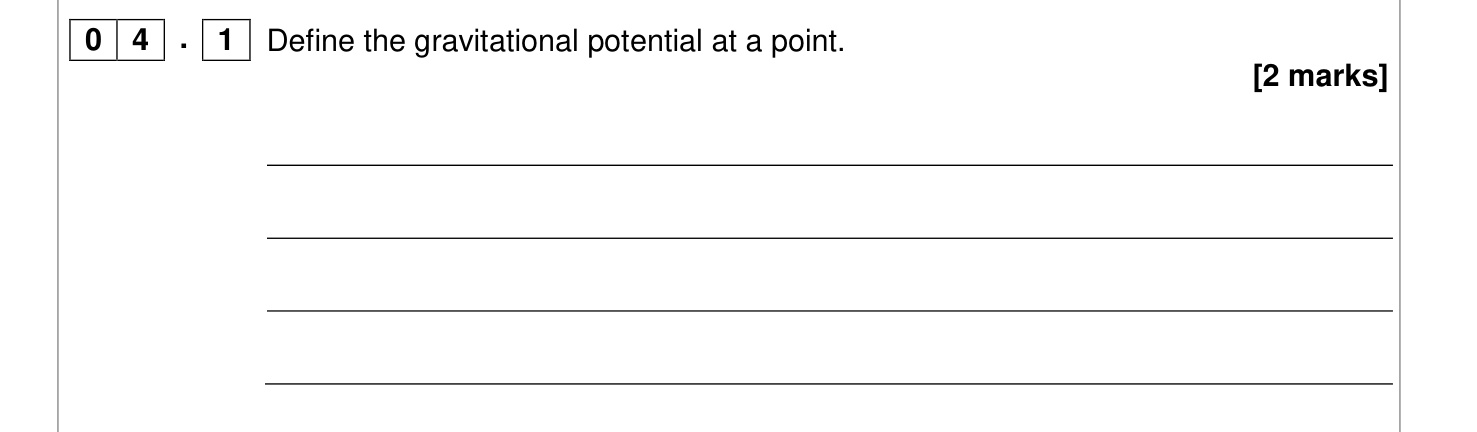 0 4 . 1 Define the gravitational potential at a point.
[2 marks]